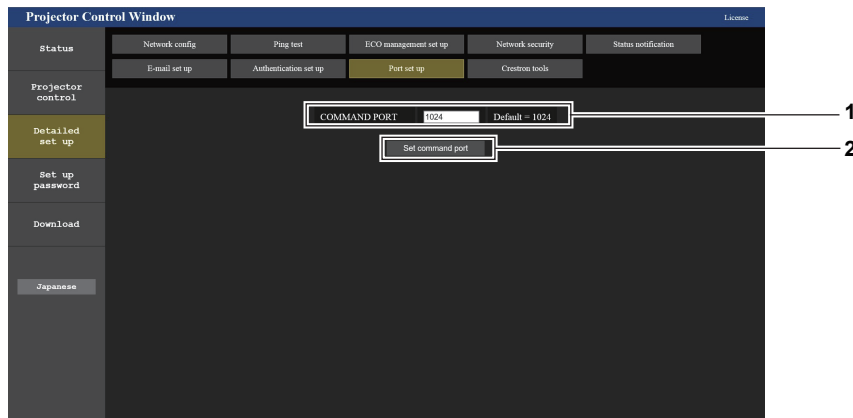 Projector Control Window
License
Status
Projector
control
Detailed
set up
Set up
password
Download
Japanese
Network config
Ping test
ECO management set up
Network security
Status notification
E-mail set up
Authentication set up
Port set up
Crestron tools
COMMAND PORT 1024 Default = 1024
1
Set command port
2